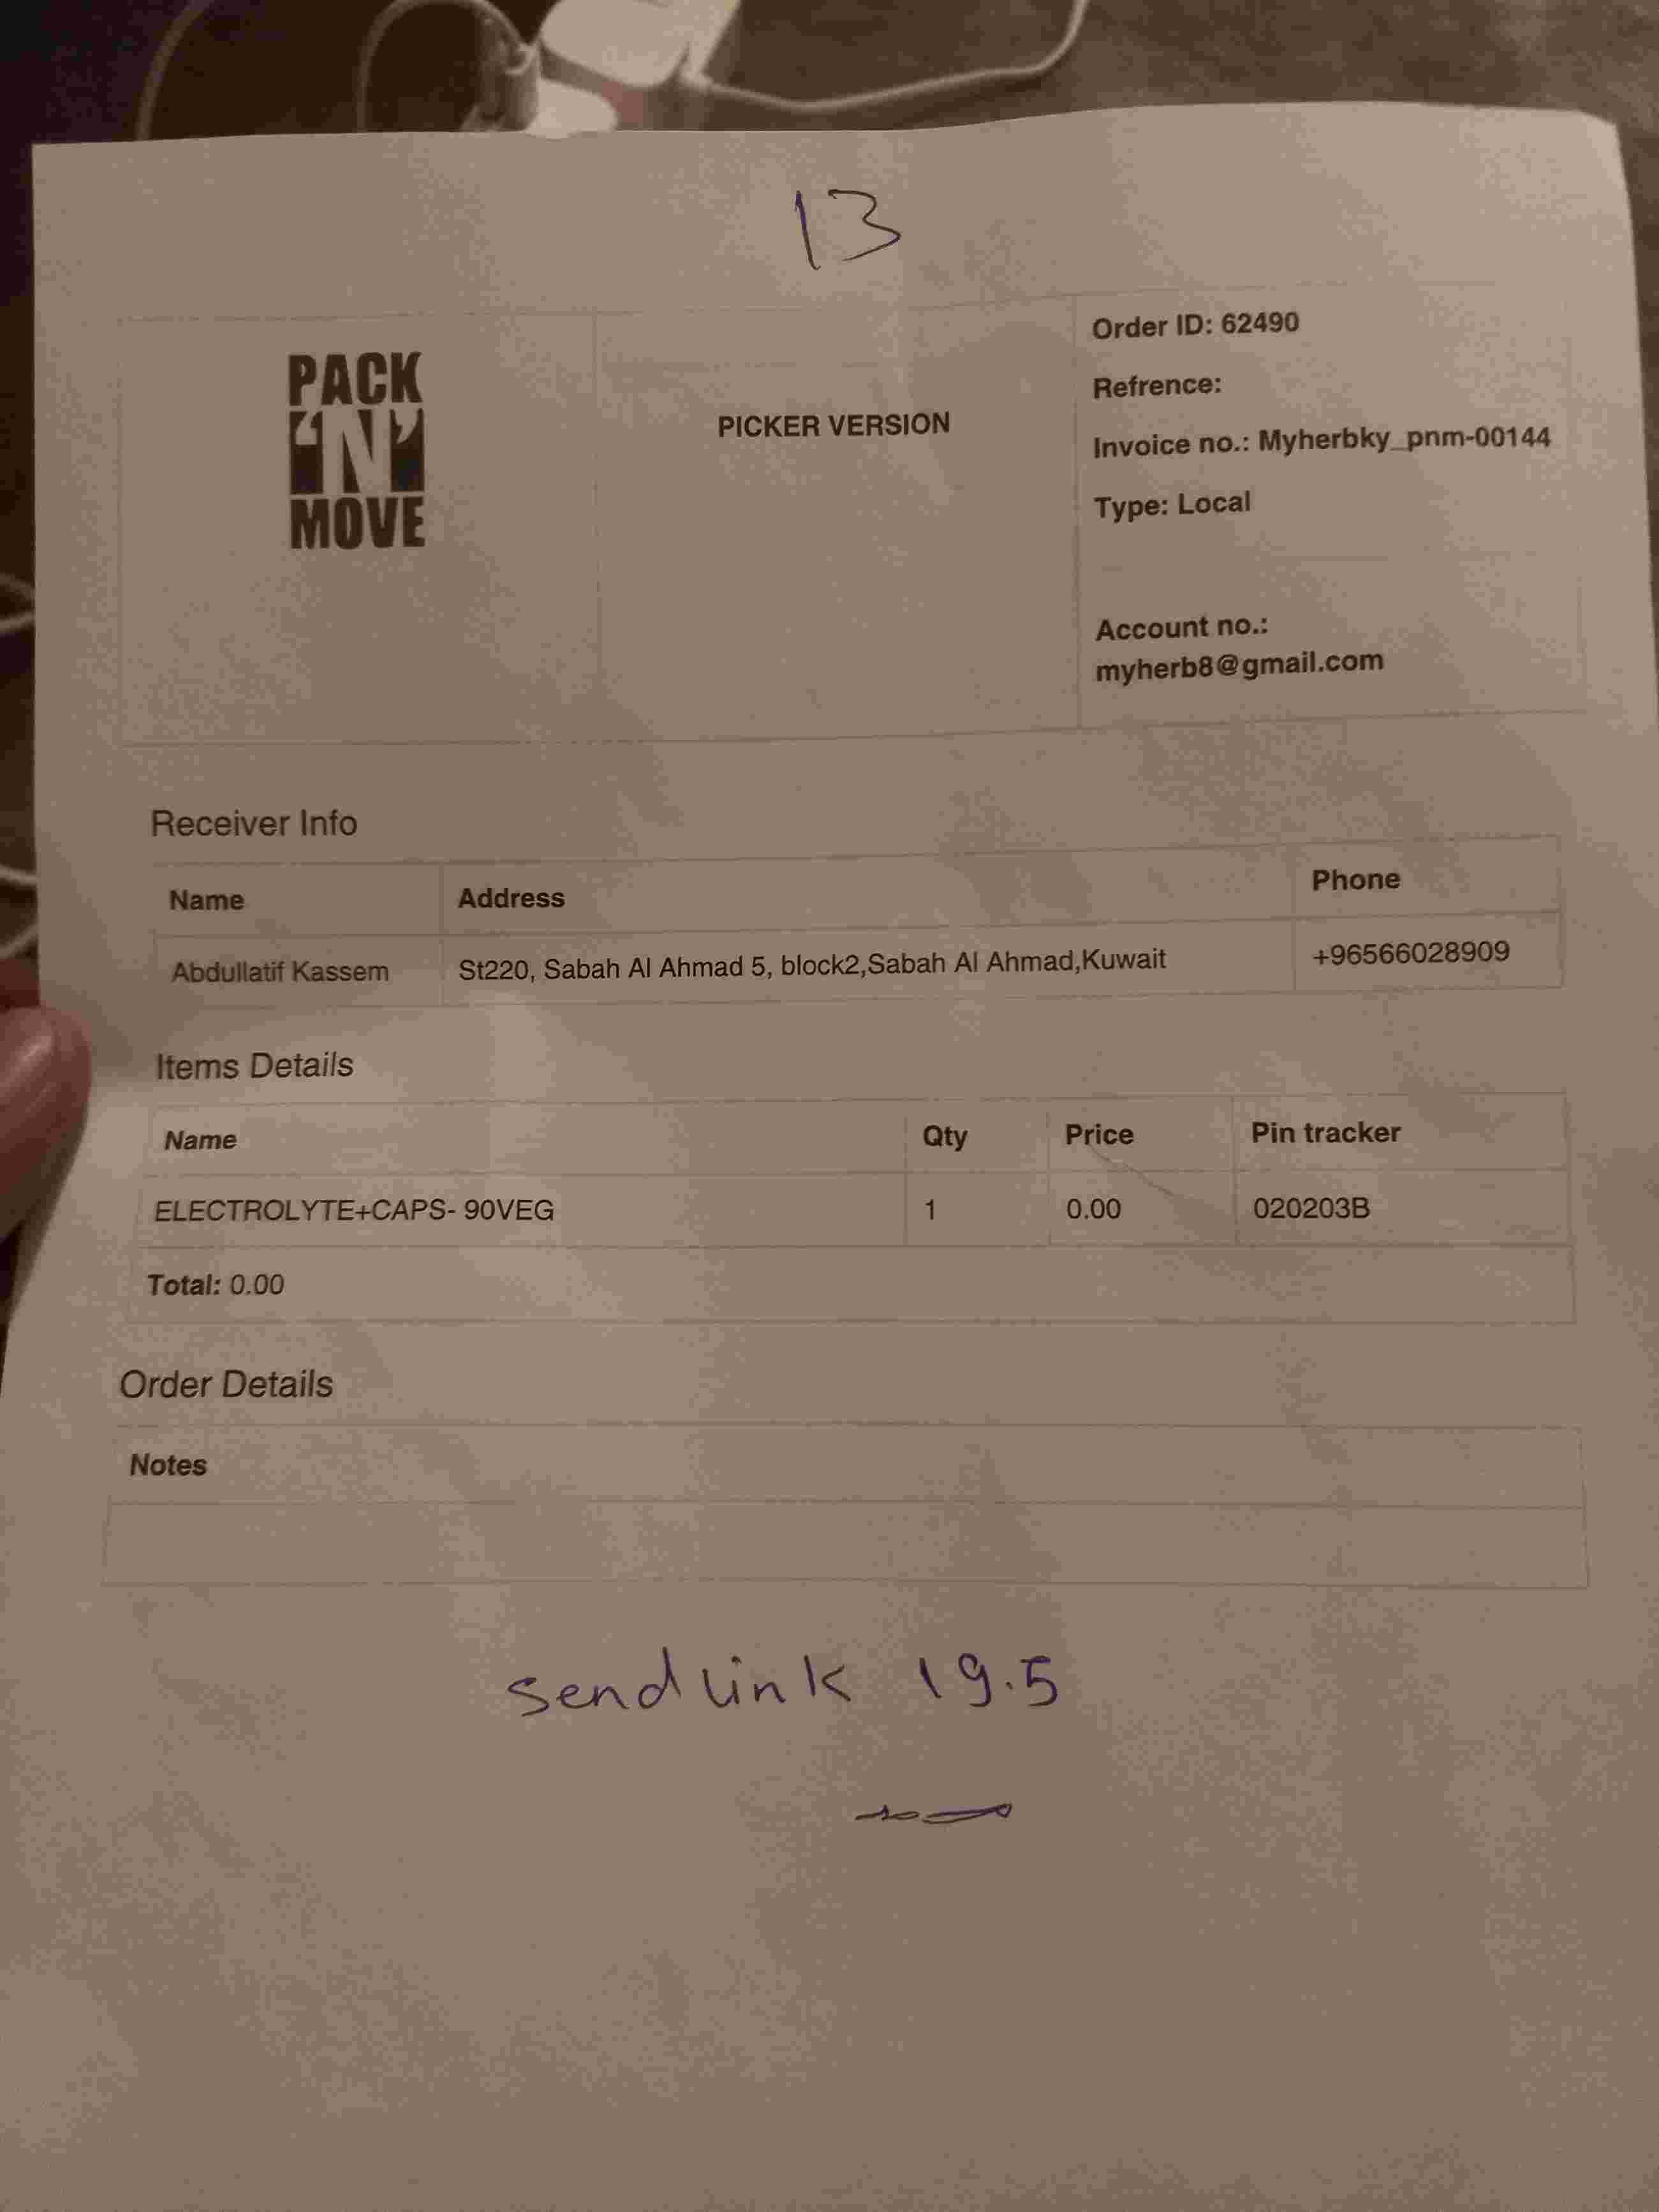 13
PACK
'N'
MOVE
PICKER VERSION
Order ID: 62490
Refrence:
Invoice no.: Myherbky_pnm-00144
Type: Local
Account no.:
myherb8@gmail.com
Receiver Info
Name Address Phone
Abdullatif Kassem St220, Sabah Al Ahmad 5, block2,Sabah Al Ahmad,Kuwait +96566028909
Items Details
Name Qty Price Pin tracker
ELECTROLYTE+CAPS- 90VEG 1 0.00 020203B
Total: 0.00
Order Details
Notes
send link 19.5